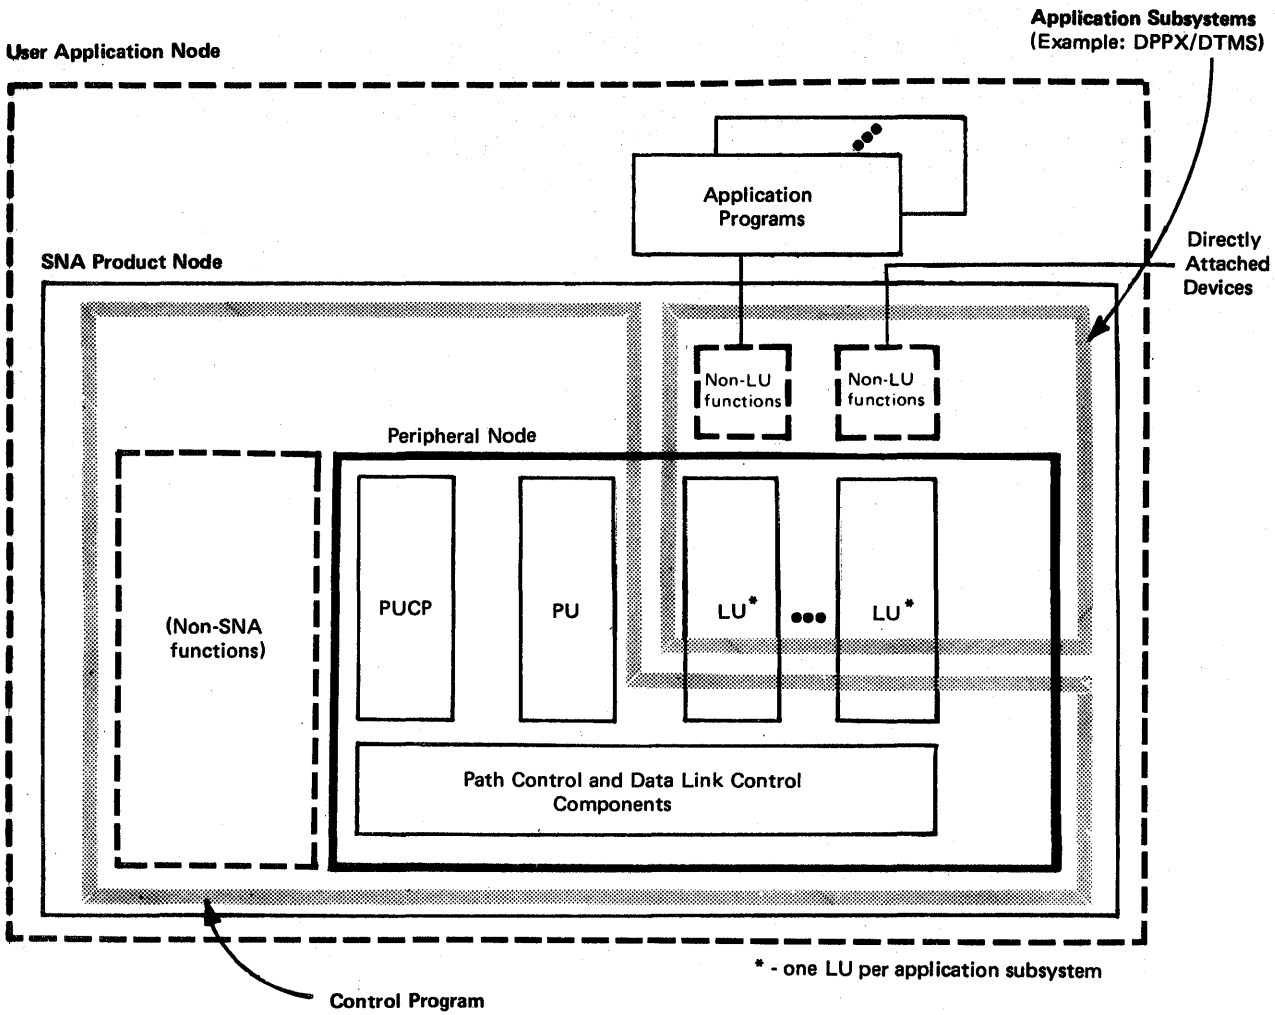 Application Subsystems
(Example: DPPX/DTMS)
User Application Node
Application
Programs
Directly
Attached
Devices
SNA Product Node
Non-LU
functions
Non-LU
functions
Peripheral Node
(Non-SNA
functions)
PUCP
PU
LU*
LU*
Path Control and Data Link Control
Components
* - one LU per application subsystem
Control Program